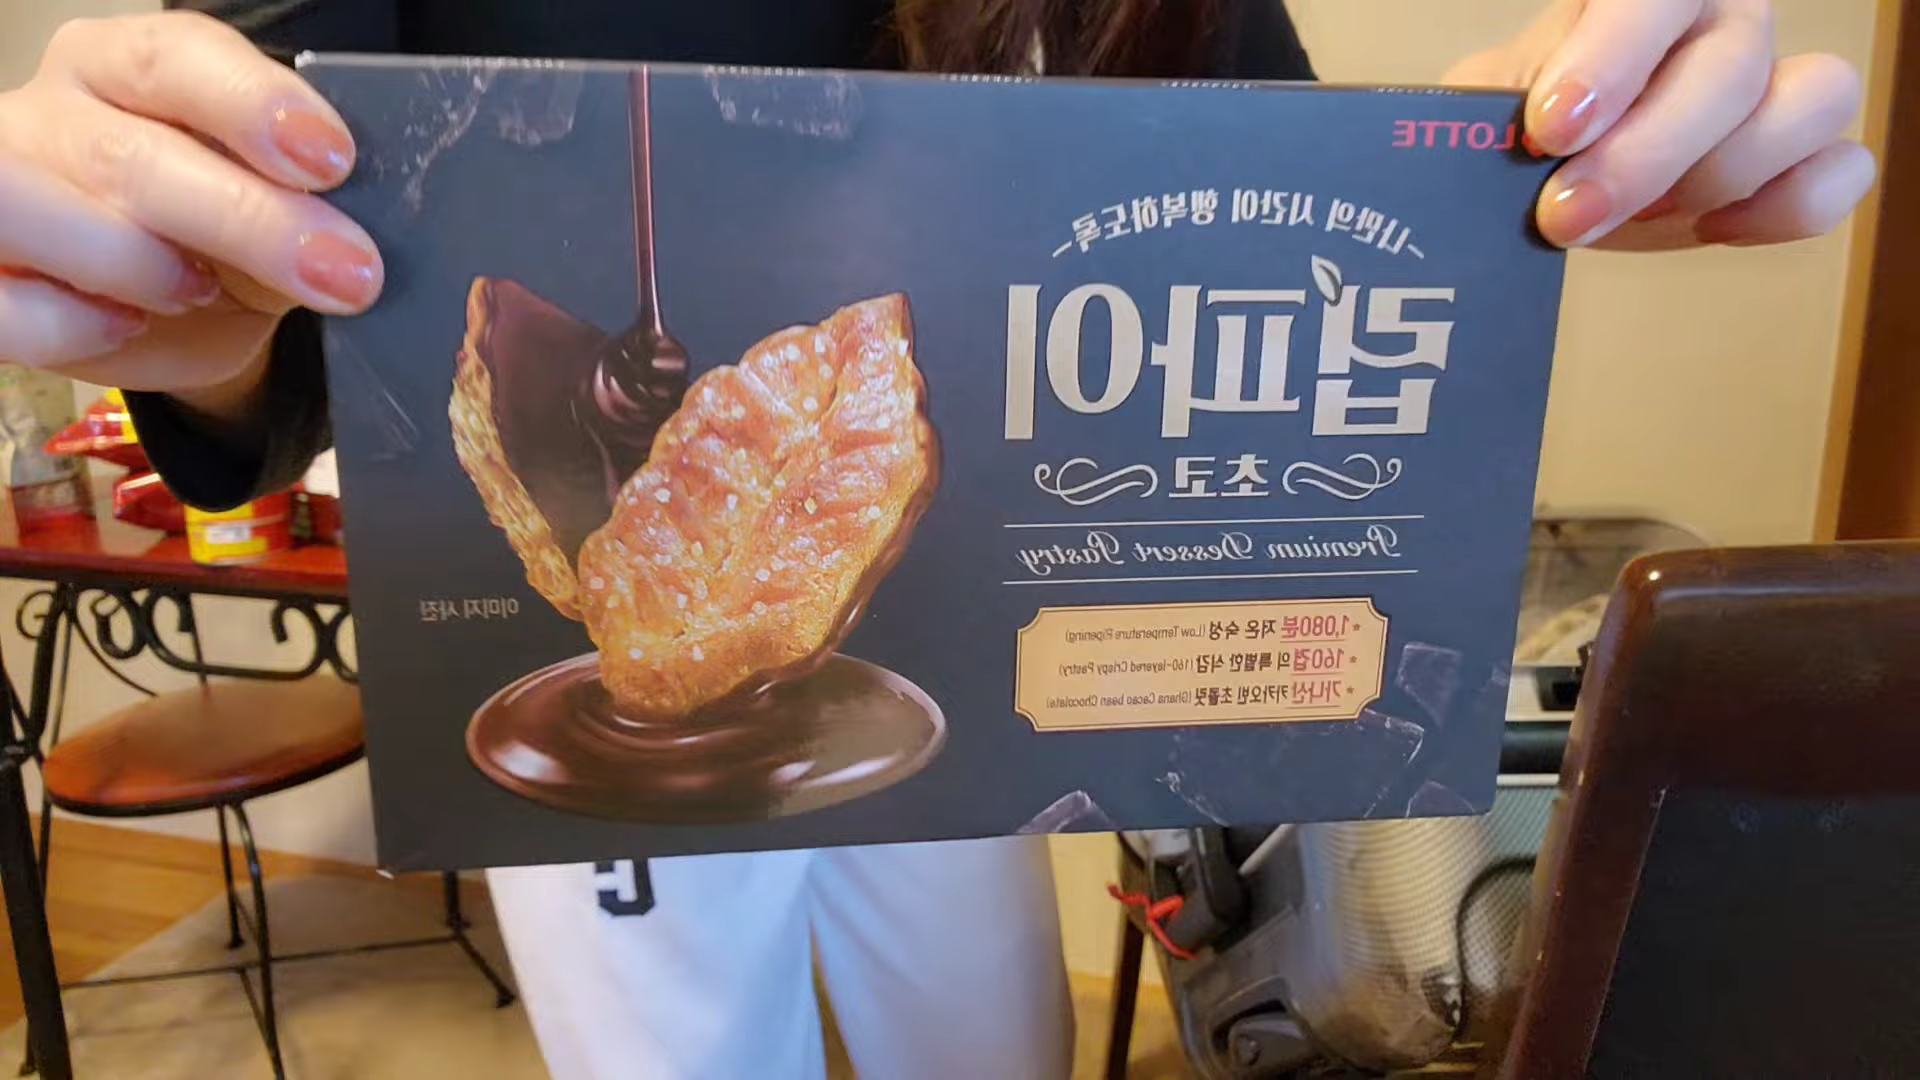 LOTTE
나만의 시간이 행복하도록
립파이
초코
Premium Dessert Pastry
* 1,080분 저온 숙성 (Low Temperature Ripening)
* 160겹의 특별한 식감 (160-layered Crispy Pastry)
* 가나산 카카오빈 초콜릿 (Ghana Cacao bean Chocolate)
이미지 사진